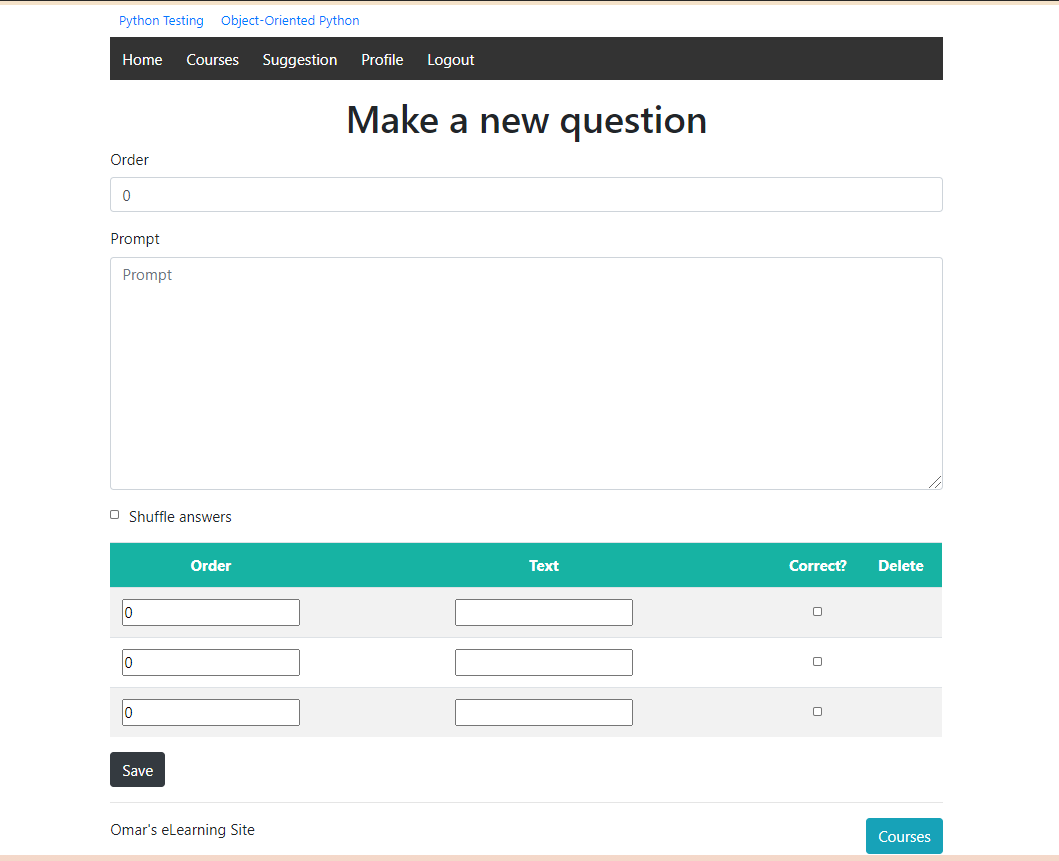 Python Testing Object-Oriented Python
Home Courses Suggestion Profile Logout
Make a new question
Order
0
Prompt
Prompt
Shuffle answers
Order Text Correct? Delete
0
0
0
Save
Omar's eLearning Site
Courses